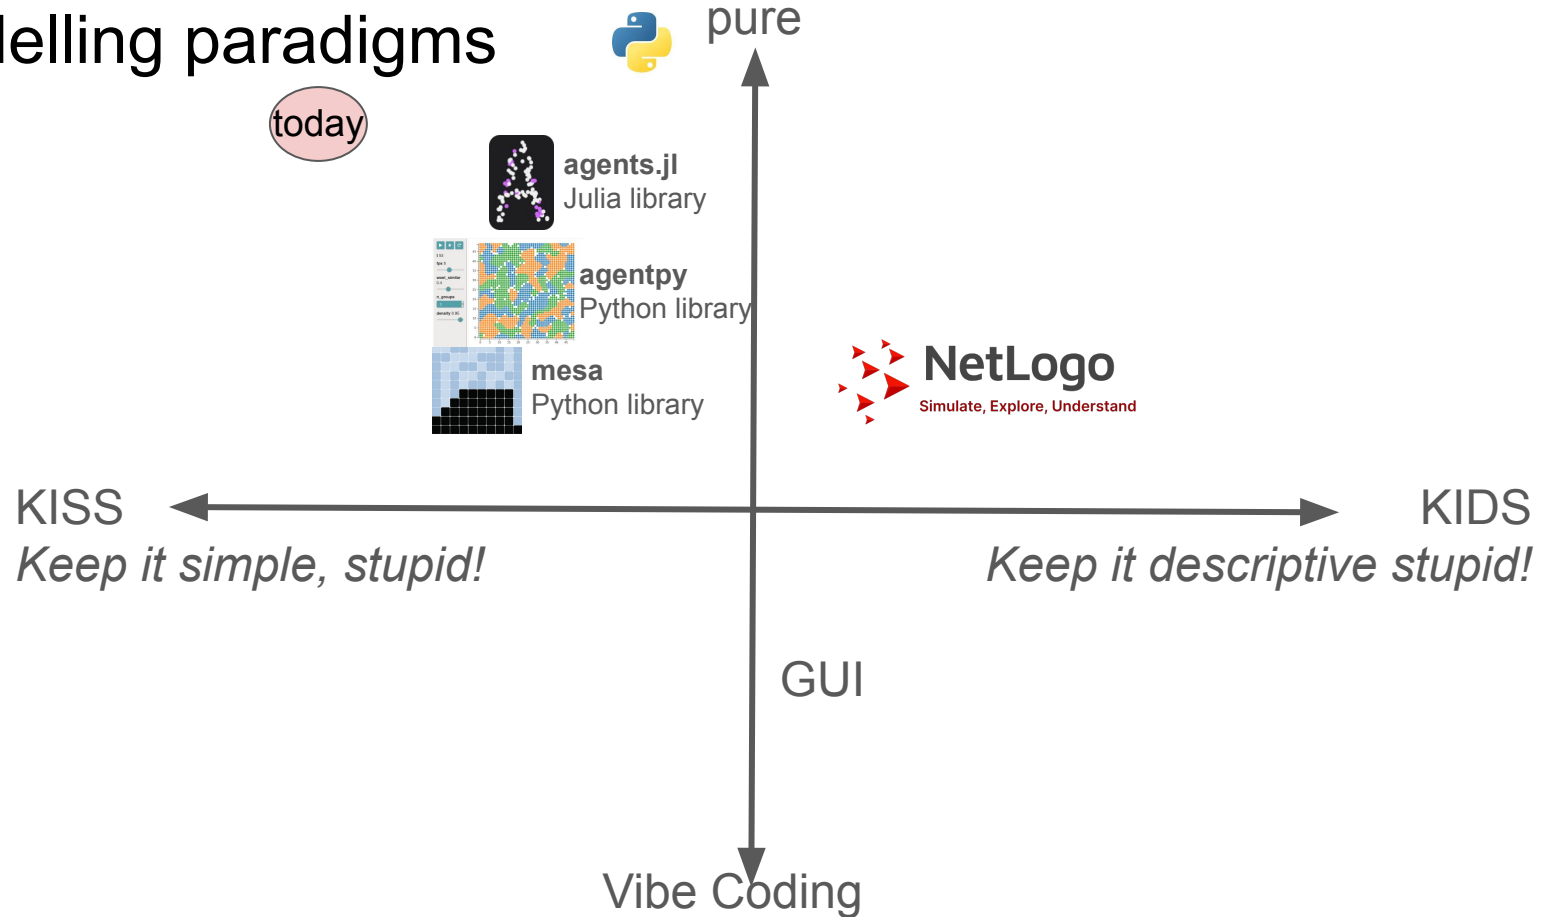 delling paradigms
pure
today
agents.jl
Julia library
agentpy
Python library
mesa
Python library
NetLogo
Simulate, Explore, Understand
KISS
Keep it simple, stupid!
KIDS
Keep it descriptive stupid!
GUI
Vibe Coding